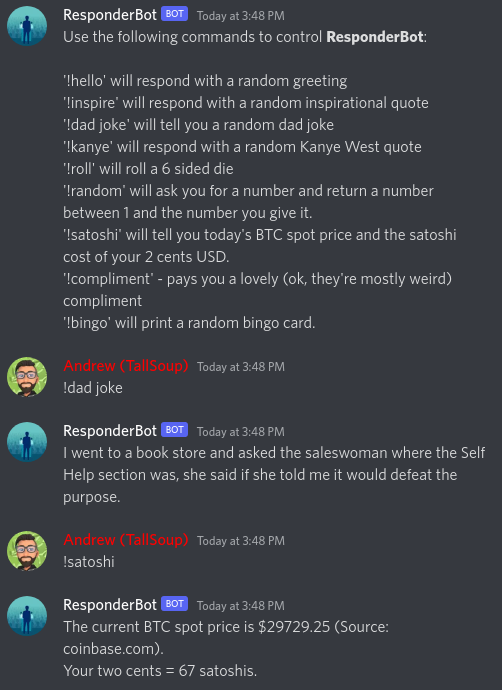 ResponderBot BOT Today at 3:48 PM
Use the following commands to control ResponderBot:
'!hello' will respond with a random greeting
'!inspire' will respond with a random inspirational quote
'!dad joke' will tell you a random dad joke
'!kanye' will respond with a random Kanye West quote
'!roll' will roll a 6 sided die
'!random' will ask you for a number and return a number
between 1 and the number you give it.
'!satoshi' will tell you today's BTC spot price and the satoshi
cost of your 2 cents USD.
'!compliment' - pays you a lovely (ok, they're mostly weird)
compliment
'!bingo' will print a random bingo card.
Andrew (TallSoup) Today at 3:48 PM
!dad joke
ResponderBot BOT Today at 3:48 PM
I went to a book store and asked the saleswoman where the Self
Help section was, she said if she told me it would defeat the
purpose.
Andrew (TallSoup) Today at 3:48 PM
!satoshi
ResponderBot BOT Today at 3:48 PM
The current BTC spot price is $29729.25 (Source:
coinbase.com).
Your two cents = 67 satoshis.